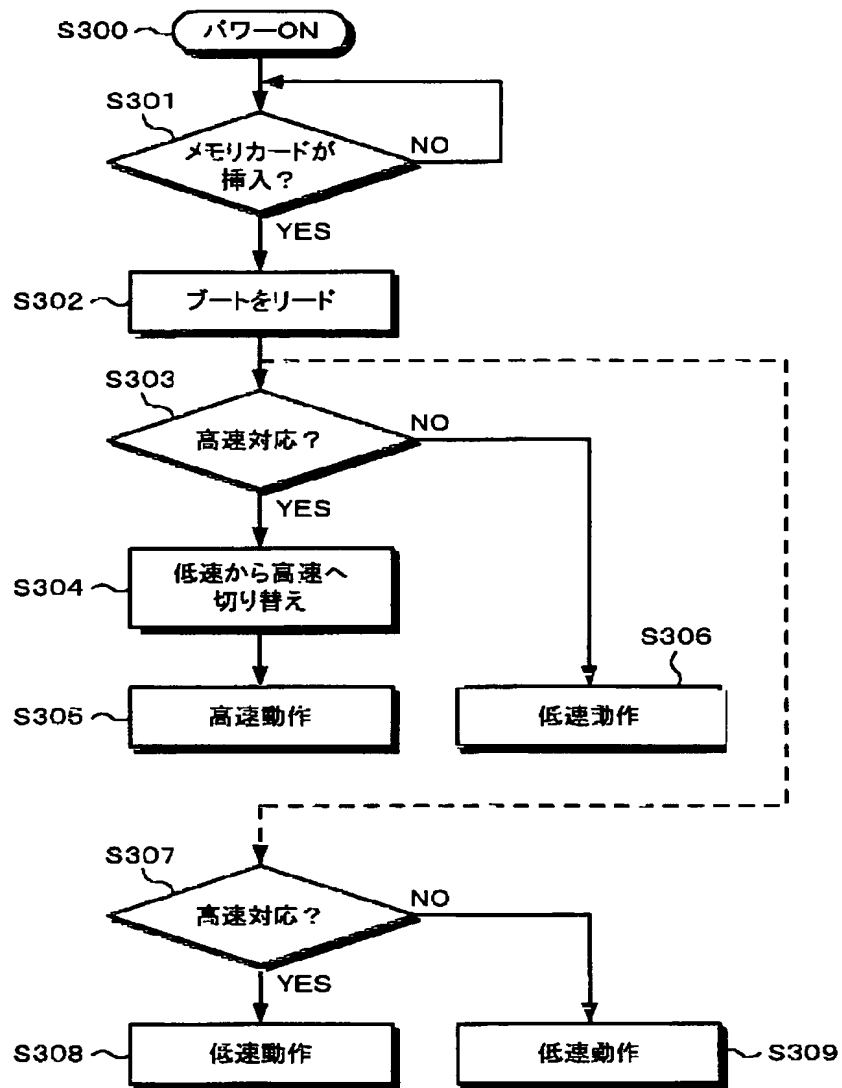 S300
パワーON
S301
メモリカードが
挿入?
NO
YES
S302
ブートをリード
S303
高速対応?
NO
YES
S304
低速から高速へ
切り替え
S306
S305
高速動作
低速動作
S307
高速対応?
NO
YES
S308
低速動作
低速動作
S309